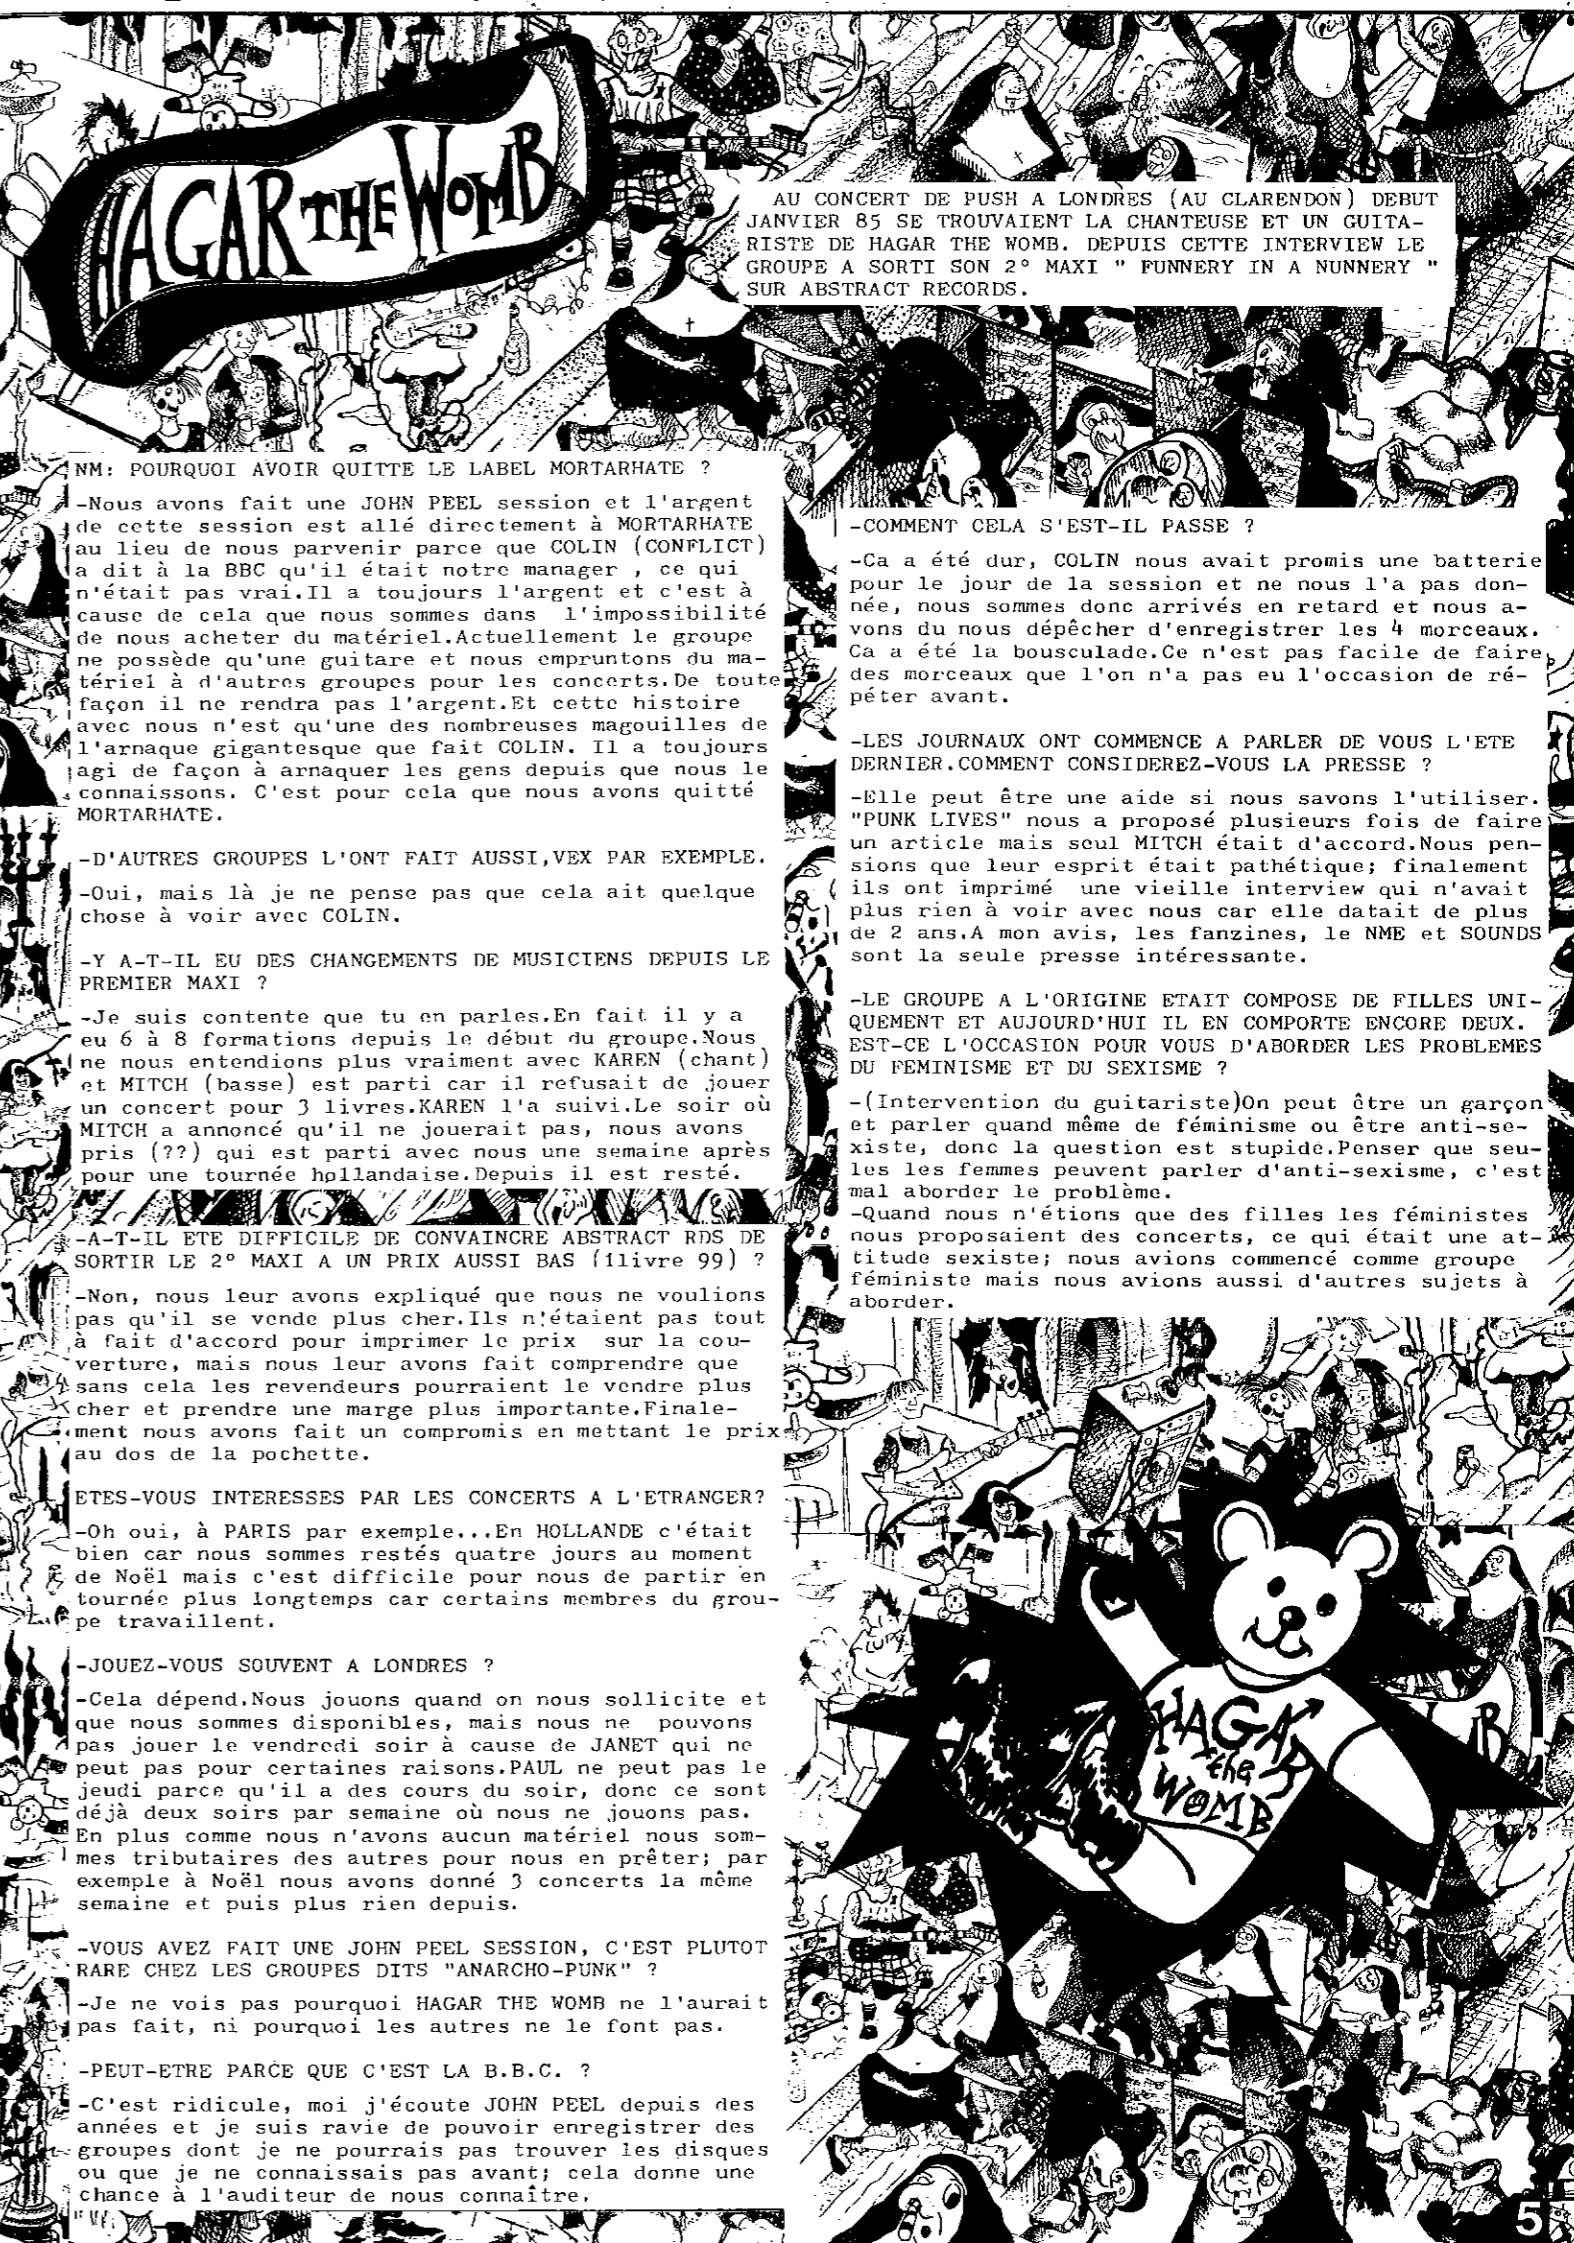 HAGAR THE WOMB
AU CONCERT DE PUSH A LONDRES (AU CLARENDON) DEBUT
JANVIER 85 SE TROUVAIENT LA CHANTEUSE ET UN GUITA-
RISTE DE HAGAR THE WOMB. DEPUIS CETTE INTERVIEW LE
GROUPE A SORTI SON 2° MAXI " FUNNERY IN A NUNNERY "
SUR ABSTRACT RECORDS.
NM: POURQUOI AVOIR QUITTE LE LABEL MORTARHATE ?
-Nous avons fait une JOHN PEEL session et l'argent
de cette session est allé directement à MORTARHATE
au lieu de nous parvenir parce que COLIN (CONFLICT)
a dit à la BBC qu'il était notre manager , ce qui
n'était pas vrai.Il a toujours l'argent et c'est à
cause de cela que nous sommes dans l'impossibilité
de nous acheter du matériel.Actuellement le groupe
ne possède qu'une guitare et nous empruntons du ma-
tériel à d'autres groupes pour les concerts.De toute
façon il ne rendra pas l'argent.Et cette histoire
avec nous n'est qu'une des nombreuses magouilles de
l'arnaque gigantesque que fait COLIN. Il a toujours
agi de façon à arnaquer les gens depuis que nous le
connaissons. C'est pour cela que nous avons quitté
MORTARHATE.
-D'AUTRES GROUPES L'ONT FAIT AUSSI,VEX PAR EXEMPLE.
-Oui, mais là je ne pense pas que cela ait quelque
chose à voir avec COLIN.
-Y A-T-IL EU DES CHANGEMENTS DE MUSICIENS DEPUIS LE
PREMIER MAXI ?
-Je suis contente que tu en parles.En fait il y a
eu 6 à 8 formations depuis le début du groupe.Nous
ne nous entendions plus vraiment avec KAREN (chant)
et MITCH (basse) est parti car il refusait de jouer
un concert pour 3 livres.KAREN l'a suivi.Le soir où
MITCH a annoncé qu'il ne jouerait pas, nous avons
pris (??) qui est parti avec nous une semaine après
pour une tournée hollandaise.Depuis il est resté.
-A-T-IL ETE DIFFICILE DE CONVAINCRE ABSTRACT RDS DE
SORTIR LE 2° MAXI A UN PRIX AUSSI BAS (1livre 99) ?
-Non, nous leur avons expliqué que nous ne voulions
pas qu'il se vende plus cher.Ils n'étaient pas tout
à fait d'accord pour imprimer le prix sur la cou-
verture, mais nous leur avons fait comprendre que
sans cela les revendeurs pourraient le vendre plus
cher et prendre une marge plus importante.Finale-
ment nous avons fait un compromis en mettant le prix
au dos de la pochette.
ETES-VOUS INTERESSES PAR LES CONCERTS A L'ETRANGER?
-Oh oui, à PARIS par exemple...En HOLLANDE c'était
bien car nous sommes restés quatre jours au moment
de Noël mais c'est difficile pour nous de partir en
tournée plus longtemps car certains membres du grou-
pe travaillent.
-JOUEZ-VOUS SOUVENT A LONDRES ?
-Cela dépend.Nous jouons quand on nous sollicite et
que nous sommes disponibles, mais nous ne pouvons
pas jouer le vendredi soir à cause de JANET qui ne
peut pas pour certaines raisons.PAUL ne peut pas le
jeudi parce qu'il a des cours du soir, donc ce sont
déjà deux soirs par semaine où nous ne jouons pas.
En plus comme nous n'avons aucun matériel nous som-
mes tributaires des autres pour nous en prêter; par
exemple à Noël nous avons donné 3 concerts la même
semaine et puis plus rien depuis.
-VOUS AVEZ FAIT UNE JOHN PEEL SESSION, C'EST PLUTOT
RARE CHEZ LES GROUPES DITS "ANARCHO-PUNK" ?
-Je ne vois pas pourquoi HAGAR THE WOMB ne l'aurait
pas fait, ni pourquoi les autres ne le font pas.
-PEUT-ETRE PARCE QUE C'EST LA B.B.C. ?
-C'est ridicule, moi j'écoute JOHN PEEL depuis des
années et je suis ravie de pouvoir enregistrer des
groupes dont je ne pourrais pas trouver les disques
ou que je ne connaissais pas avant; cela donne une
chance à l'auditeur de nous connaître.
-COMMENT CELA S'EST-IL PASSE ?
-Ca a été dur, COLIN nous avait promis une batterie
pour le jour de la session et ne nous l'a pas don-
née, nous sommes donc arrivés en retard et nous a-
vons du nous dépêcher d'enregistrer les 4 morceaux.
Ca a été la bousculade.Ce n'est pas facile de faire
des morceaux que l'on n'a pas eu l'occasion de ré-
péter avant.
-LES JOURNAUX ONT COMMENCE A PARLER DE VOUS L'ETE
DERNIER.COMMENT CONSIDEREZ-VOUS LA PRESSE ?
-Elle peut être une aide si nous savons l'utiliser.
"PUNK LIVES" nous a proposé plusieurs fois de faire
un article mais seul MITCH était d'accord.Nous pen-
sions que leur esprit était pathétique; finalement
ils ont imprimé une vieille interview qui n'avait
plus rien à voir avec nous car elle datait de plus
de 2 ans.A mon avis, les fanzines, le NME et SOUNDS
sont la seule presse intéressante.
-LE GROUPE A L'ORIGINE ETAIT COMPOSE DE FILLES UNI-
QUEMENT ET AUJOURD'HUI IL EN COMPORTE ENCORE DEUX.
EST-CE L'OCCASION POUR VOUS D'ABORDER LES PROBLEMES
DU FEMINISME ET DU SEXISME ?
-(Intervention du guitariste)On peut être un garçon
et parler quand même de féminisme ou être anti-se-
xiste, donc la question est stupide.Penser que seu-
les les femmes peuvent parler d'anti-sexisme, c'est
mal aborder le problème.
-Quand nous n'étions que des filles les féministes
nous proposaient des concerts, ce qui était une at-
titude sexiste; nous avions commencé comme groupe
féministe mais nous avions aussi d'autres sujets à
aborder.
HAGAR
the
WOMB
5